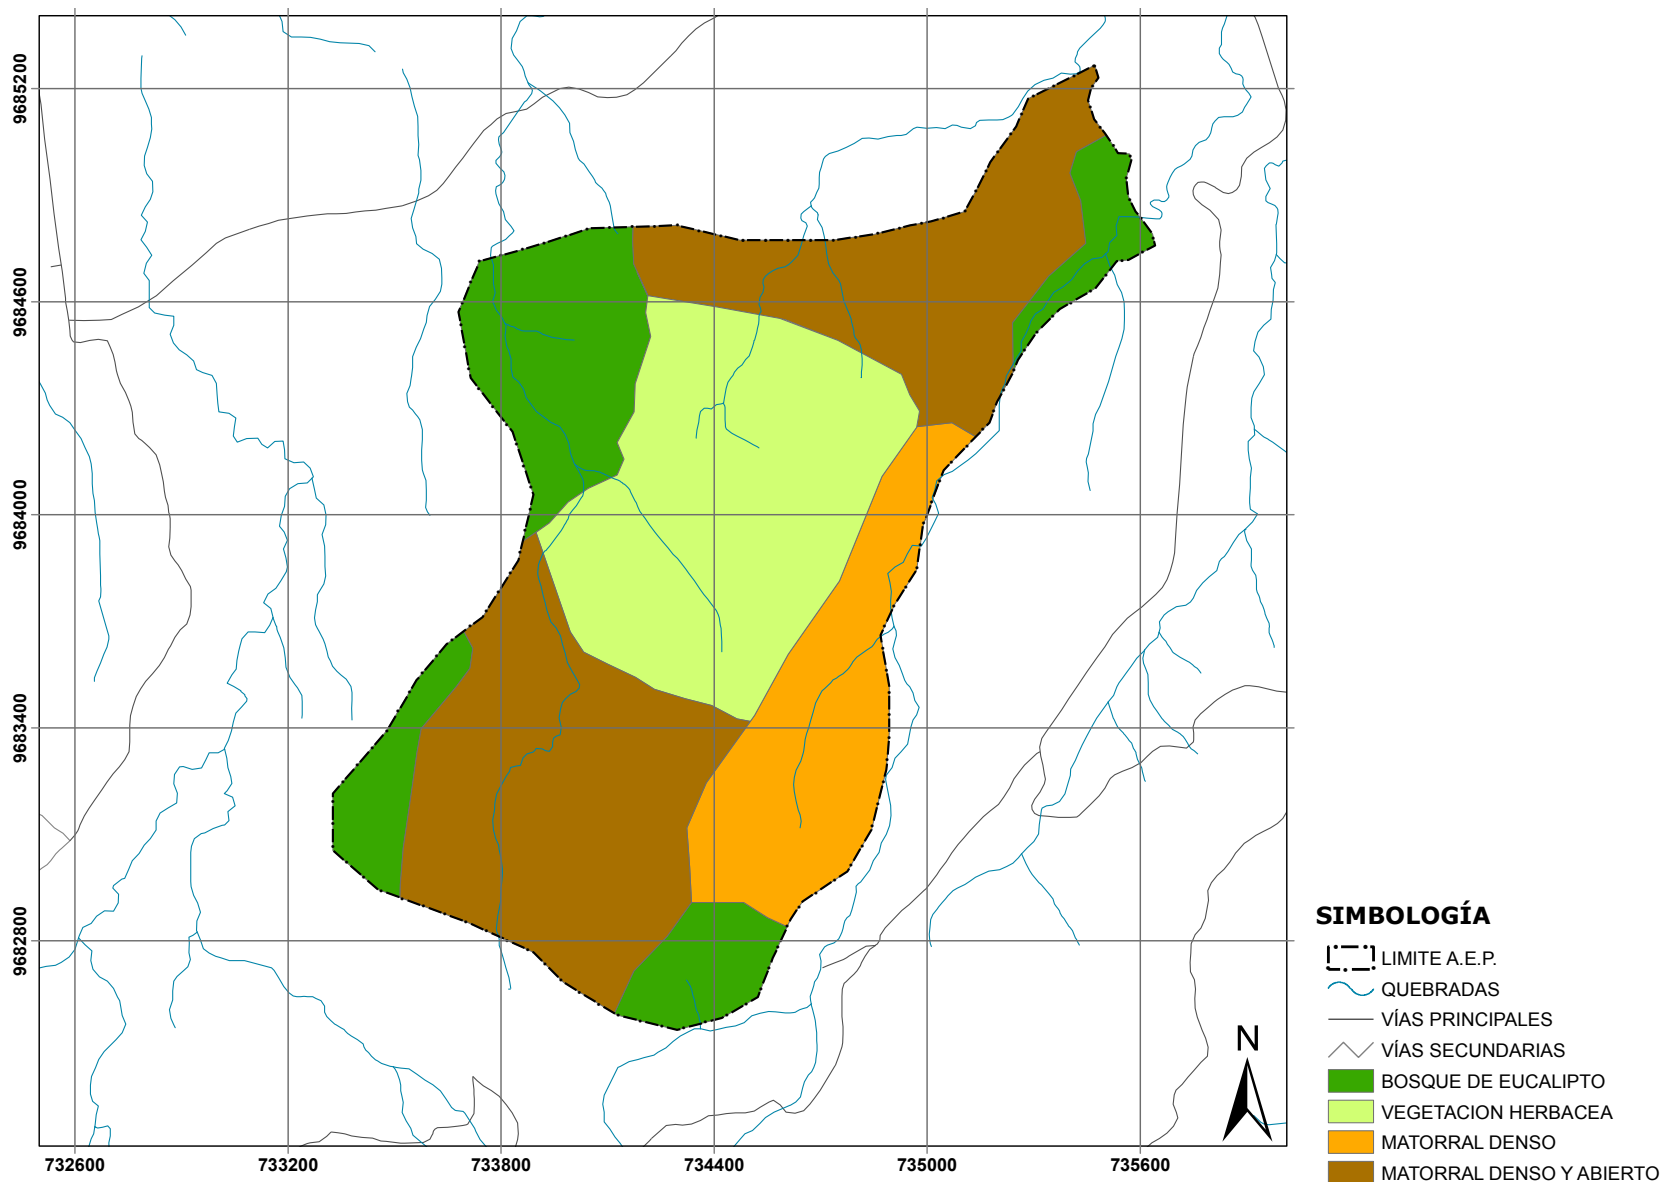 9685200
9684600
9684000
9683400
9682800
732600
733200
733800
734400
735000
735600
N
SIMBOLOGÍA
LIMITE A.E.P.
QUEBRADAS
VÍAS PRINCIPALES
VÍAS SECUNDARIAS
BOSQUE DE EUCALIPTO
VEGETACION HERBACEA
MATORRAL DENSO
MATORRAL DENSO Y ABIERTO